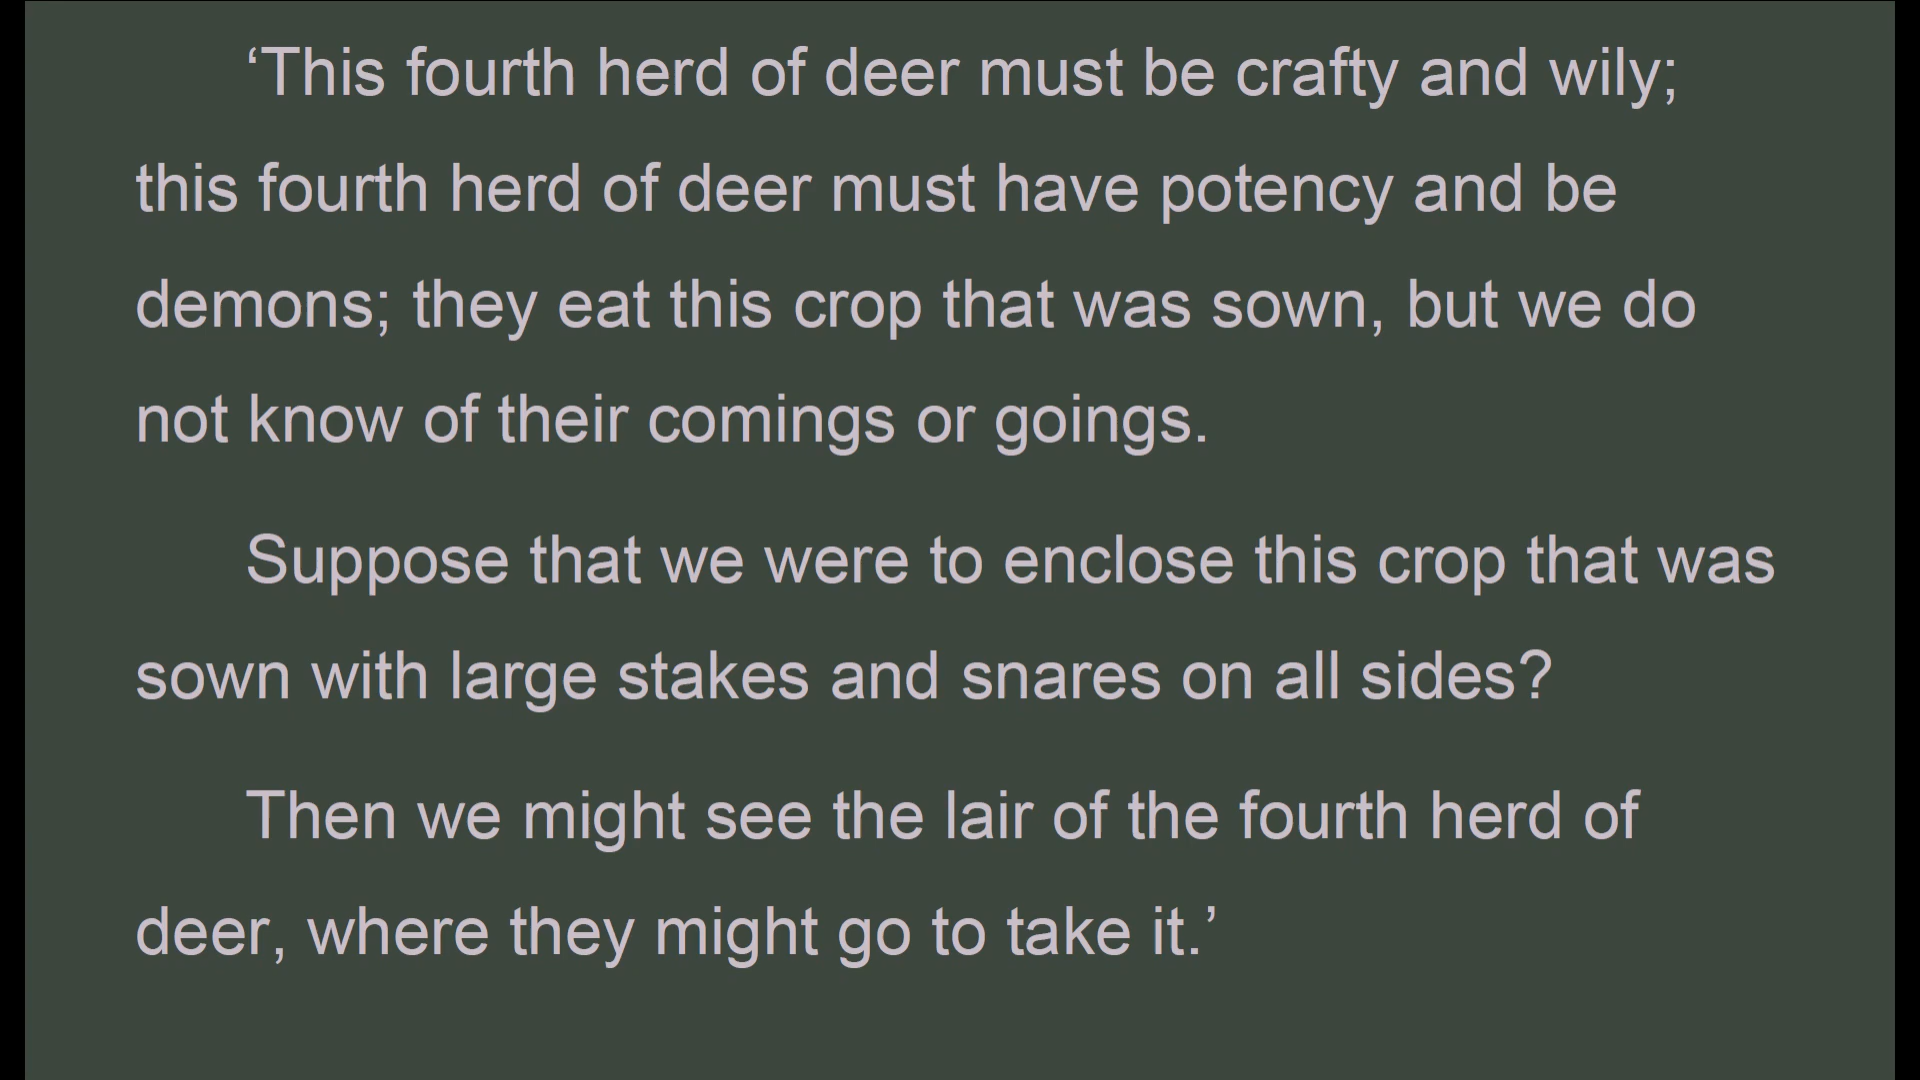 ‘This fourth herd of deer must be crafty and wily;
this fourth herd of deer must have potency and be
demons; they eat this crop that was sown, but we do
not know of their comings or goings.
Suppose that we were to enclose this crop that was
sown with large stakes and snares on all sides?
Then we might see the lair of the fourth herd of
deer, where they might go to take it.’